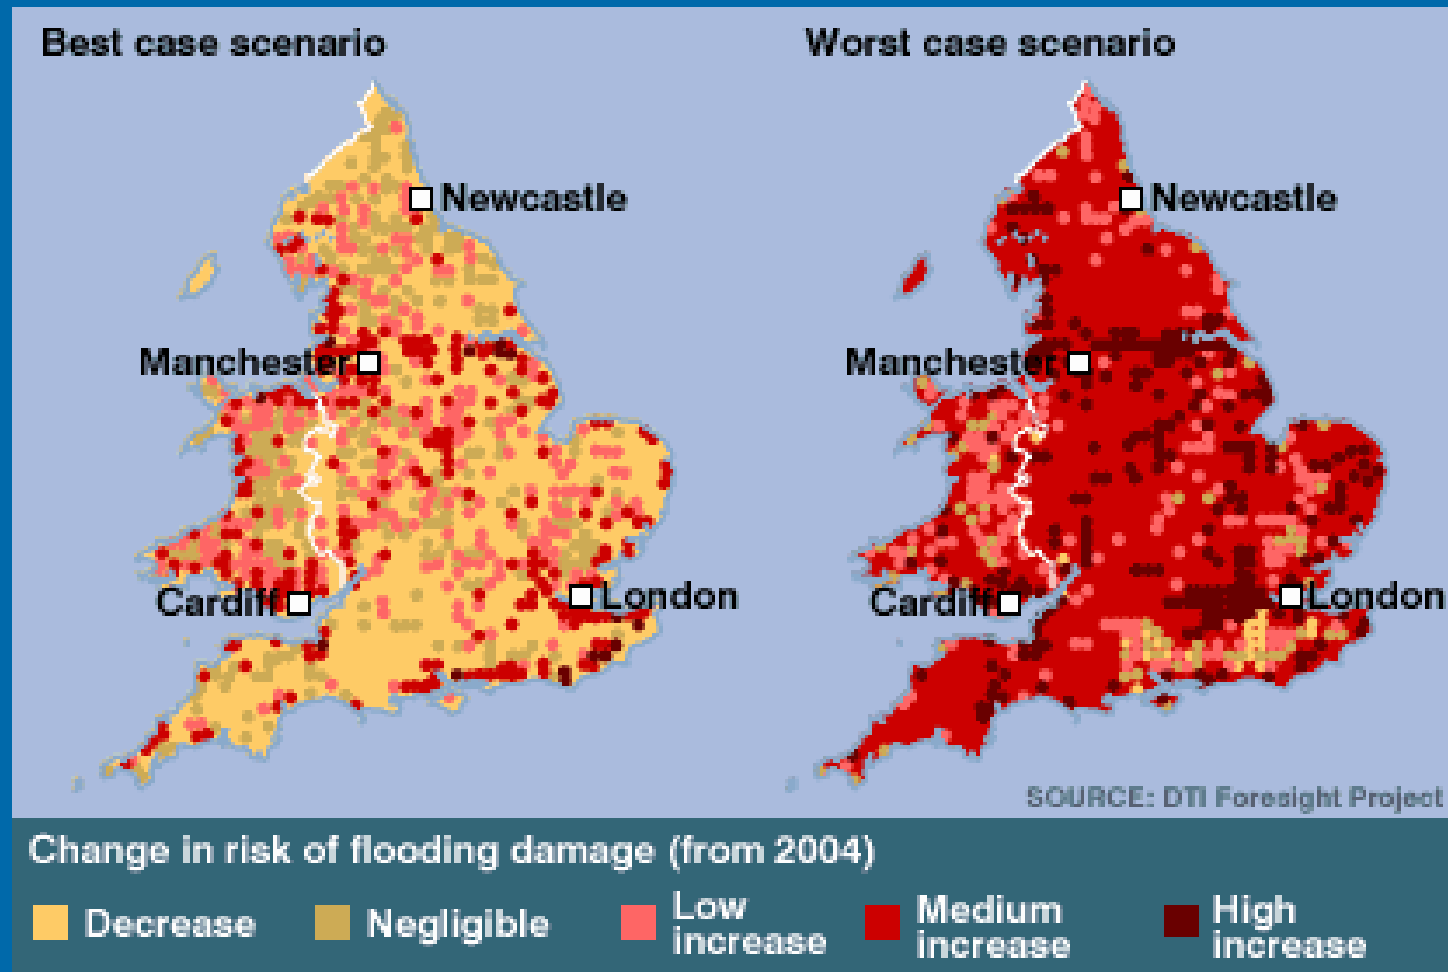 Best case scenario
Worst case scenario
Newcastle
Newcastle
Manchester
Manchester
Cardiff
London
Cardiff
London
SOURCE: DTI Foresight Project
Change in risk of flooding damage (from 2004)
Decrease
Negligible
Low
increase
Medium
increase
High
increase